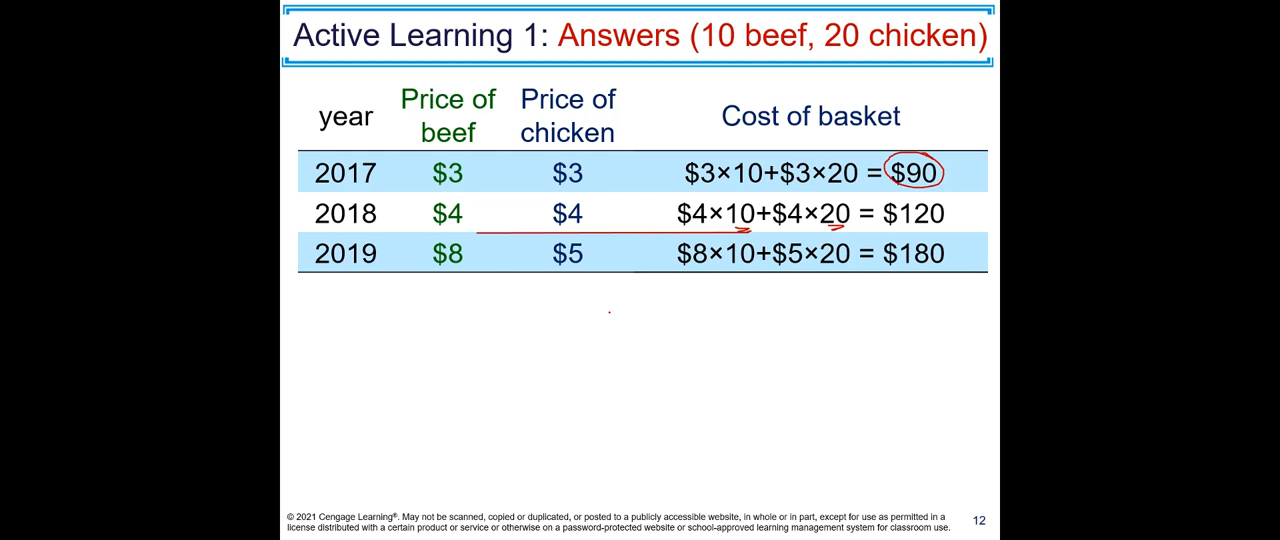 Active Learning 1: Answers (10 beef, 20 chicken)
year Price of beef Price of chicken Cost of basket
2017 $3 $3 $3×10+$3×20 = $90
2018 $4 $4 $4×10+$4×20 = $120
2019 $8 $5 $8×10+$5×20 = $180
© 2021 Cengage Learning®. May not be scanned, copied or duplicated, or posted to a publicly accessible website, in whole or in part, except for use as permitted in a
license distributed with a certain product or service or otherwise on a password-protected website or school-approved learning management system for classroom use.
12